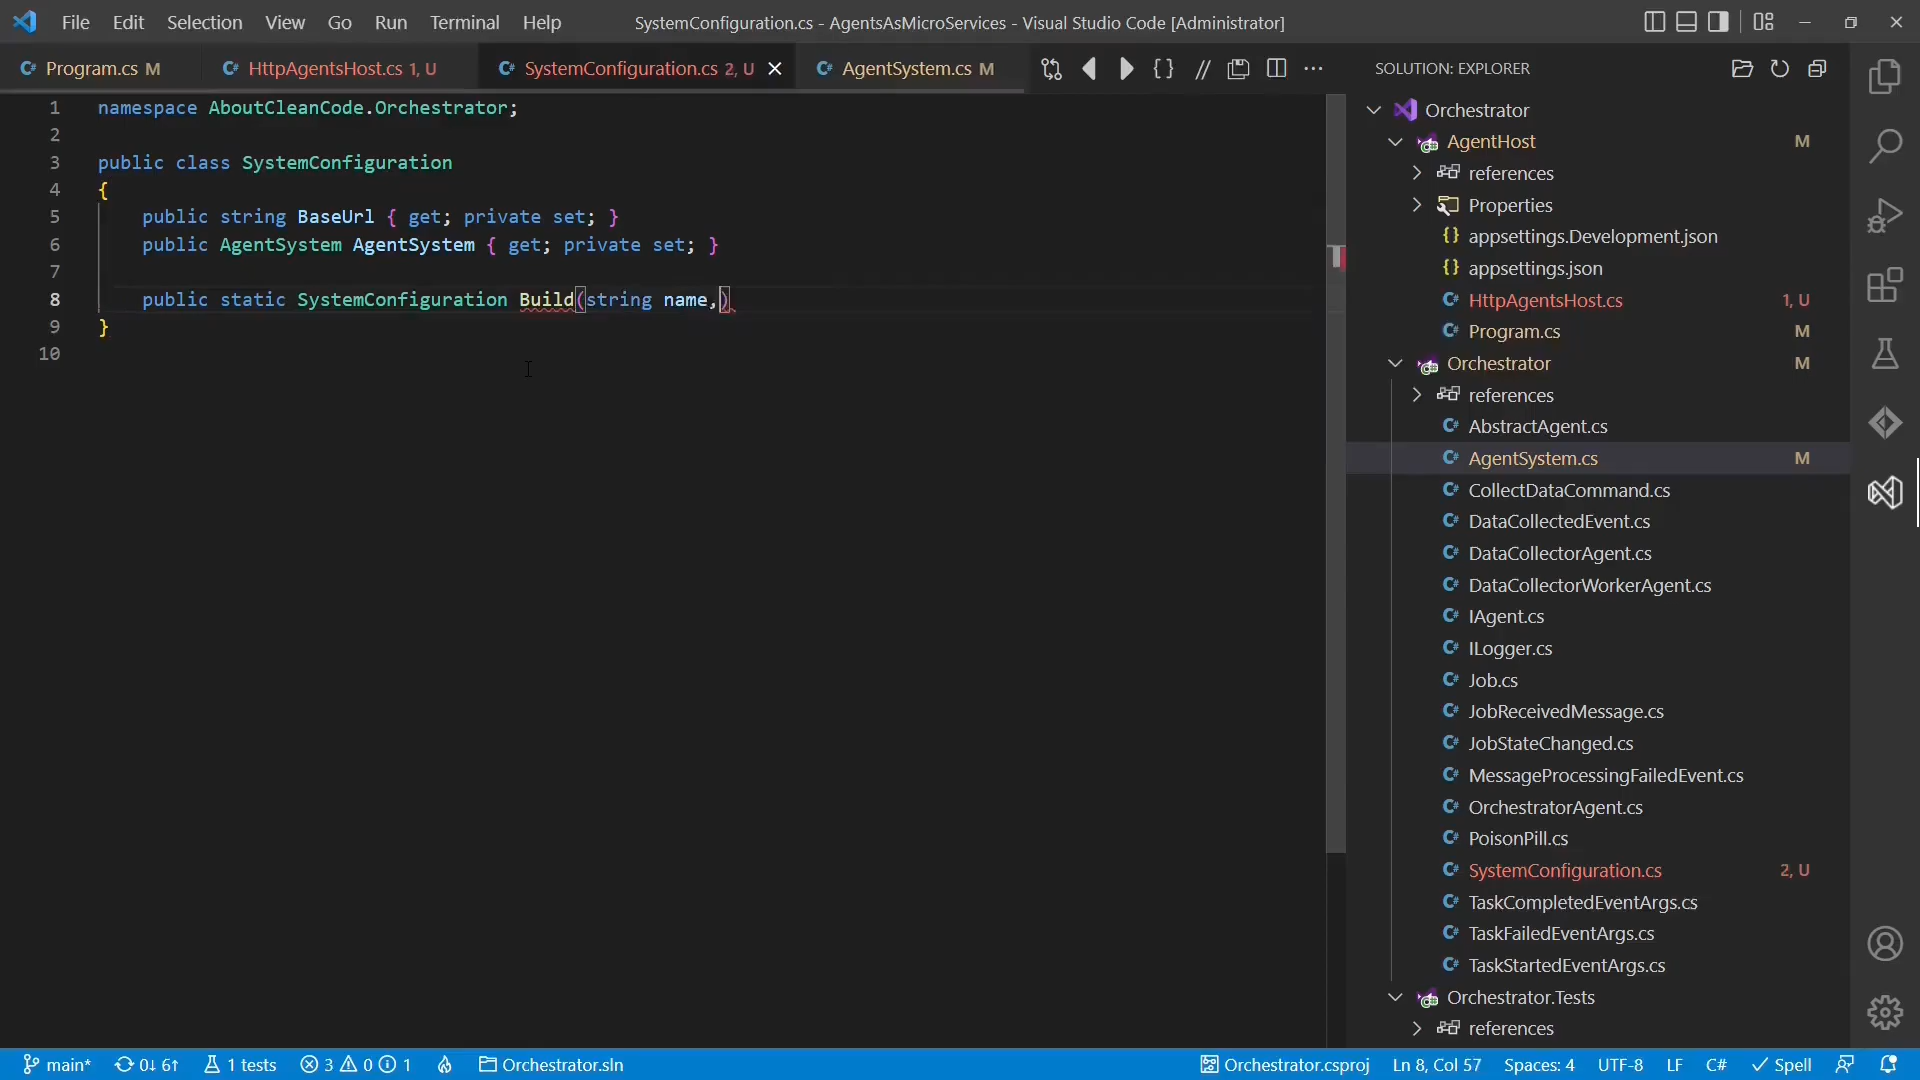 File Edit Selection View Go Run Terminal Help SystemConfiguration.cs - AgentsAsMicroServices - Visual Studio Code [Administrator]
Program.cs M HttpAgentsHost.cs 1, U SystemConfiguration.cs 2, U AgentSystem.cs M
1 namespace AboutCleanCode.Orchestrator;
2
3 public class SystemConfiguration
4 {
5 public string BaseUrl { get; private set; }
6 public AgentSystem AgentSystem { get; private set; }
7
8 public static SystemConfiguration Build(string name,)
9 }
10
SOLUTION: EXPLORER
Orchestrator
AgentHost M
references
Properties
{} appsettings.Development.json
{} appsettings.json
HttpAgentsHost.cs 1, U
Program.cs M
Orchestrator M
references
AbstractAgent.cs
AgentSystem.cs M
CollectDataCommand.cs
DataCollectedEvent.cs
DataCollectorAgent.cs
DataCollectorWorkerAgent.cs
IAgent.cs
ILogger.cs
Job.cs
JobReceivedMessage.cs
JobStateChanged.cs
MessageProcessingFailedEvent.cs
OrchestratorAgent.cs
PoisonPill.cs
SystemConfiguration.cs 2, U
TaskCompletedEventArgs.cs
TaskFailedEventArgs.cs
TaskStartedEventArgs.cs
Orchestrator.Tests
references
main* 0↓ 6↑ 1 tests 3 0 1 Orchestrator.sln Orchestrator.csproj Ln 8, Col 57 Spaces: 4 UTF-8 LF C# Spell